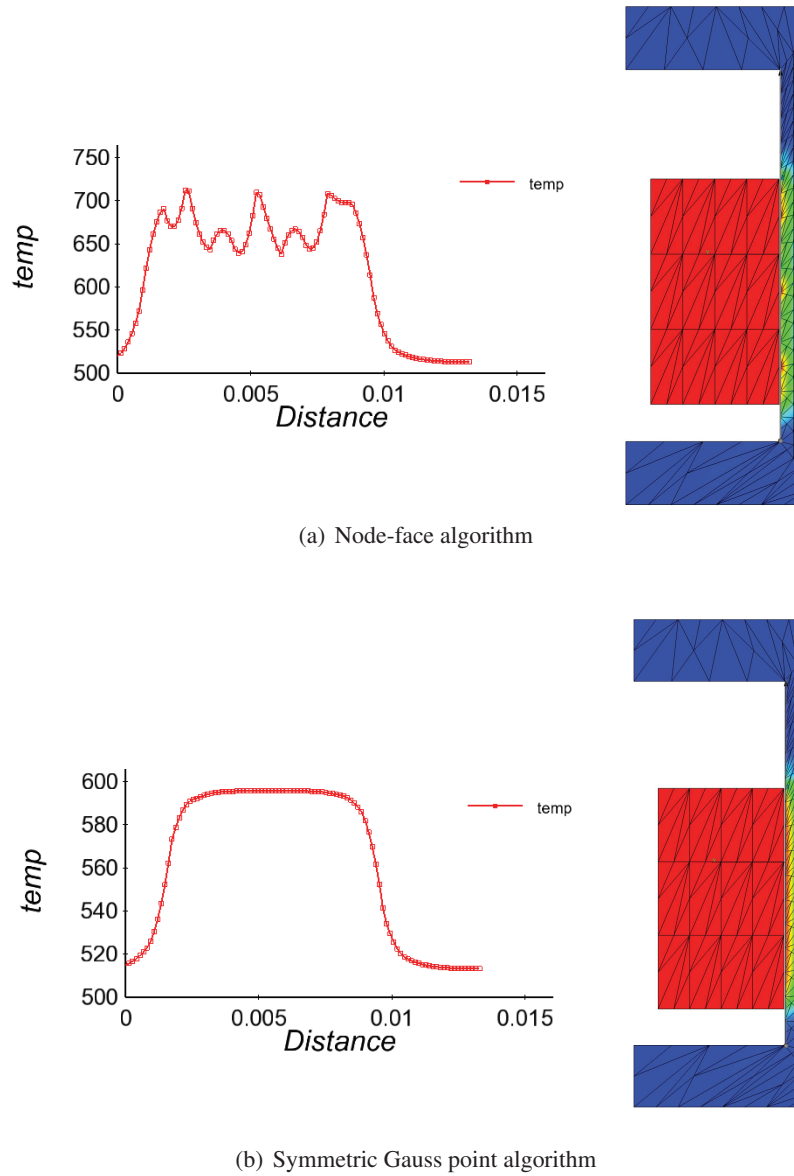 750
700
650
600
550
500
temp
temp
0
0.005
0.01
0.015
Distance
(a) Node-face algorithm
600
580
560
540
520
500
temp
temp
0
0.005
0.01
0.015
Distance
(b) Symmetric Gauss point algorithm